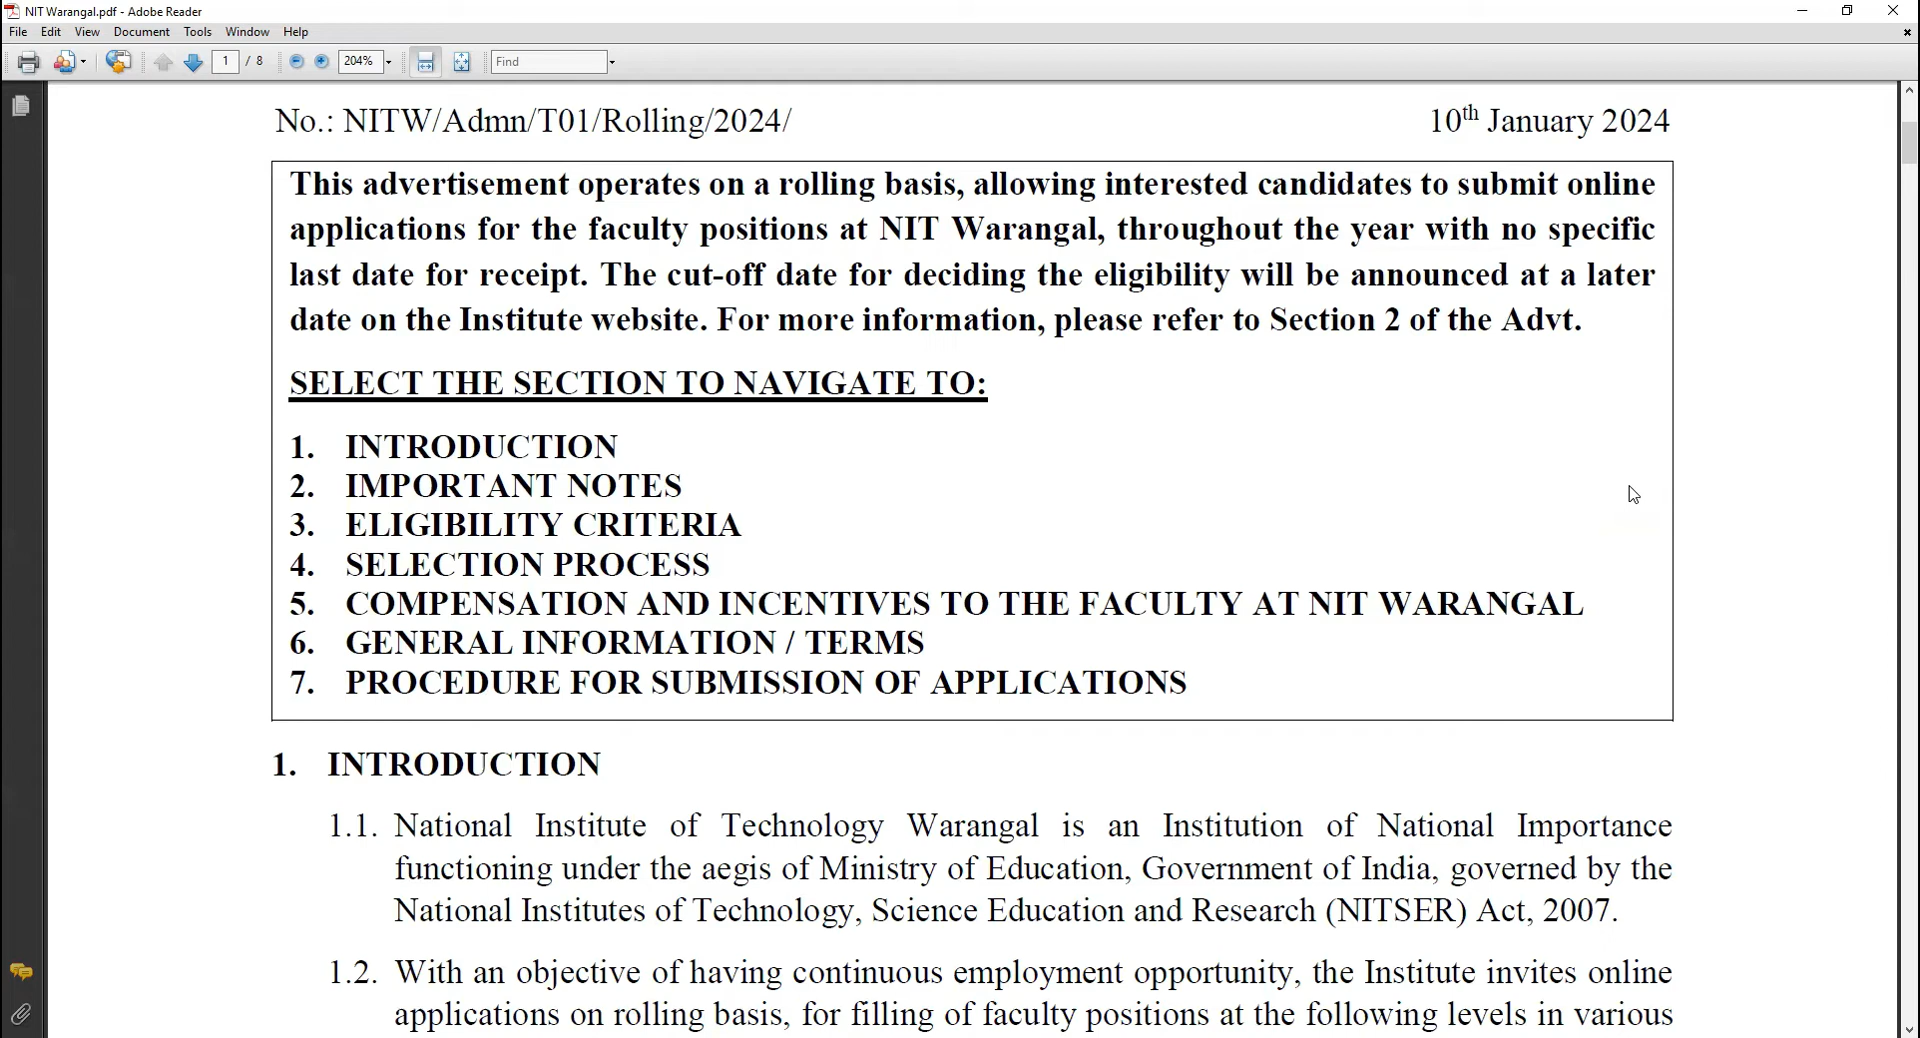 NIT Warangal.pdf - Adobe Reader
File Edit View Document Tools Window Help
1 / 8 204% Find
No.: NITW/Admn/T01/Rolling/2024/ 10th January 2024
This advertisement operates on a rolling basis, allowing interested candidates to submit online
applications for the faculty positions at NIT Warangal, throughout the year with no specific
last date for receipt. The cut-off date for deciding the eligibility will be announced at a later
date on the Institute website. For more information, please refer to Section 2 of the Advt.
SELECT THE SECTION TO NAVIGATE TO:
1. INTRODUCTION
2. IMPORTANT NOTES
3. ELIGIBILITY CRITERIA
4. SELECTION PROCESS
5. COMPENSATION AND INCENTIVES TO THE FACULTY AT NIT WARANGAL
6. GENERAL INFORMATION / TERMS
7. PROCEDURE FOR SUBMISSION OF APPLICATIONS
1. INTRODUCTION
1.1. National Institute of Technology Warangal is an Institution of National Importance
functioning under the aegis of Ministry of Education, Government of India, governed by the
National Institutes of Technology, Science Education and Research (NITSER) Act, 2007.
1.2. With an objective of having continuous employment opportunity, the Institute invites online
applications on rolling basis, for filling of faculty positions at the following levels in various